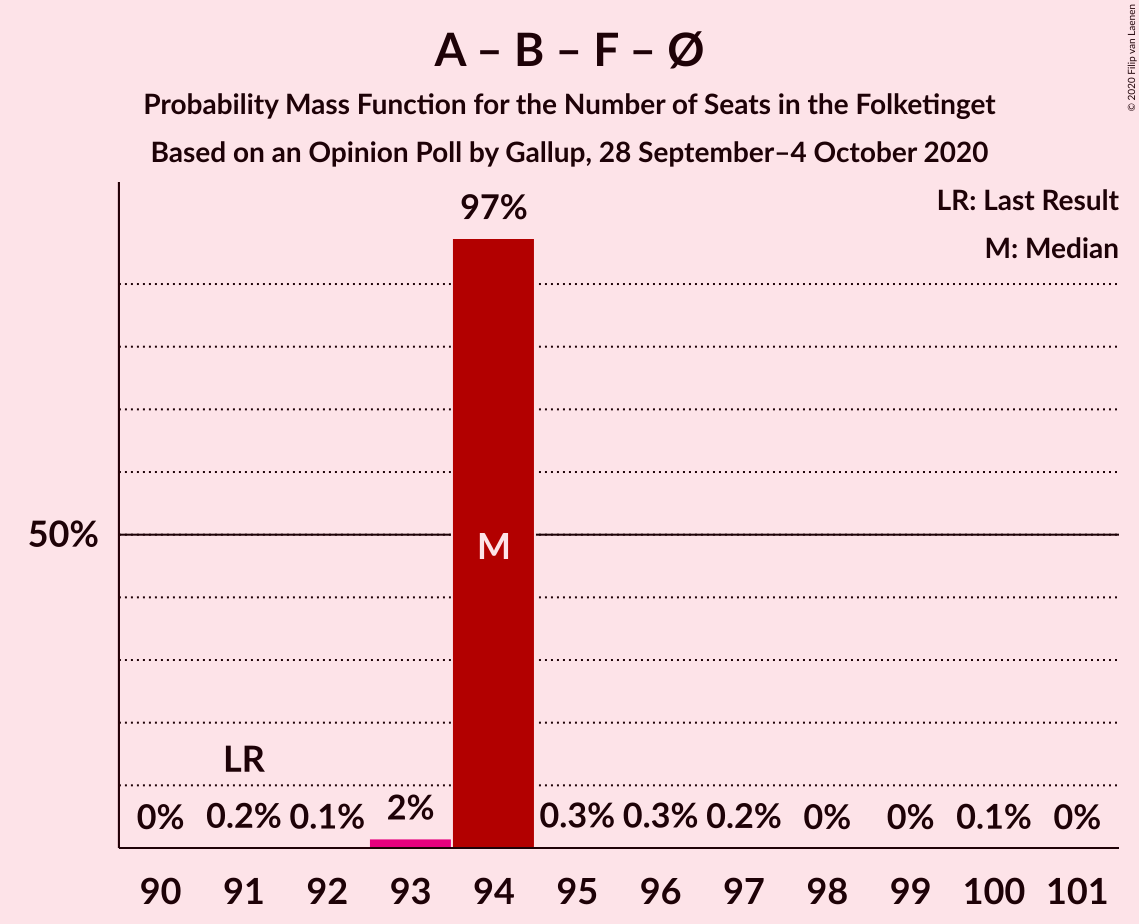 A – B – F – Ø
Probability Mass Function for the Number of Seats in the Folketinget
Based on an Opinion Poll by Gallup, 28 September–4 October 2020
© 2020 Filip van Laenen
LR: Last Result
M: Median
97%
50%
M
LR
0% 0.2% 0.1% 2% 0.3% 0.3% 0.2% 0% 0% 0.1% 0%
90 91 92 93 94 95 96 97 98 99 100 101